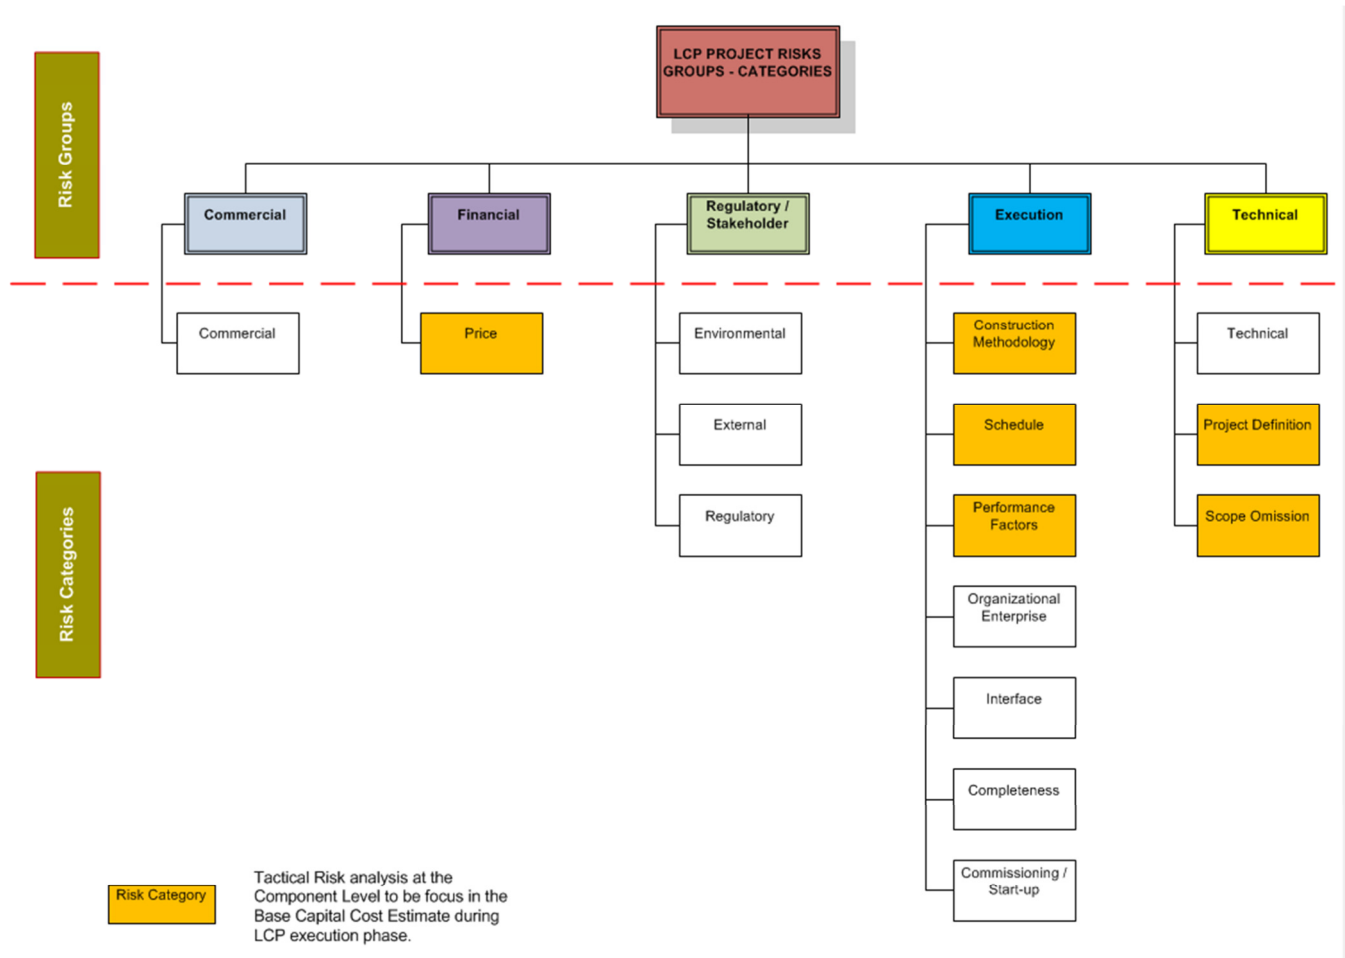 LCP PROJECT RISKS
GROUPS - CATEGORIES
Risk Groups
Commercial
Financial
Regulatory /
Stakeholder
Execution
Technical
Risk Categories
Commercial
Price
Environmental
External
Regulatory
Construction
Methodology
Schedule
Performance
Factors
Organizational
Enterprise
Interface
Completeness
Commissioning /
Start-up
Technical
Project Definition
Scope Omission
Risk Category
Tactical Risk analysis at the
Component Level to be focus in the
Base Capital Cost Estimate during
LCP execution phase.